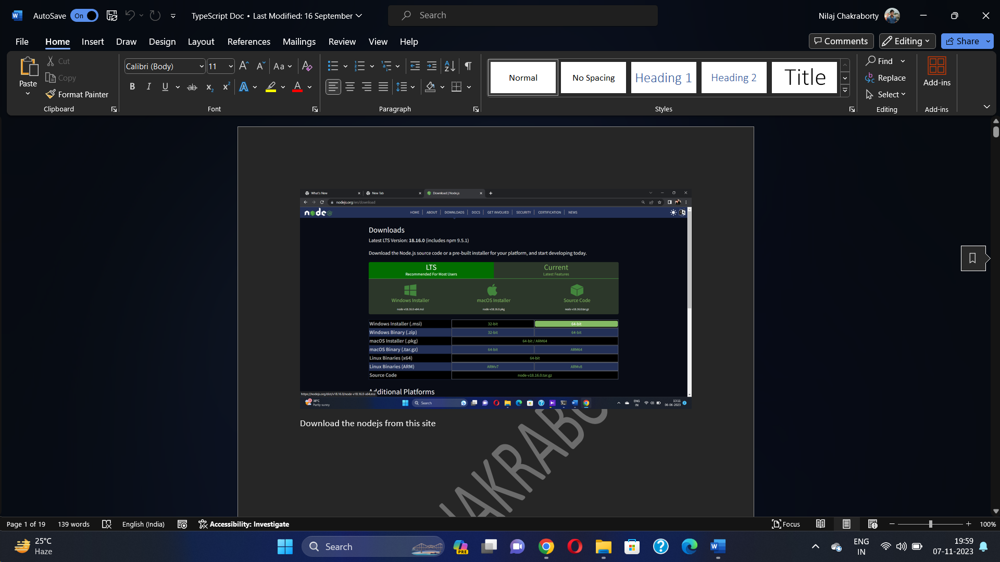 AutoSave On TypeScript Doc • Last Modified: 16 September Search Nilaj Chakraborty
File Home Insert Draw Design Layout References Mailings Review View Help Comments Editing Share
Paste Cut Copy Format Painter
Clipboard
Calibri (Body) 11 Aa
B I U ab x2 x2 A A
Font
Paragraph
Normal No Spacing Heading 1 Heading 2 Title
Styles
Find
Replace
Select
Editing
Add-ins
Add-ins
What's New New Tab Download | Node.js
nodejs.org/en/download
node
HOME ABOUT DOWNLOADS DOCS GET INVOLVED SECURITY CERTIFICATION NEWS
Downloads
Latest LTS Version: 18.16.0 (includes npm 9.5.1)
Download the Node.js source code or a pre-built installer for your platform, and start developing today.
LTS Current
Recommended For Most Users Latest Features
Windows Installer macOS Installer Source Code
node-v18.16.0-x64.msi node-v18.16.0.pkg node-v18.16.0.tar.gz
Windows Installer (.msi) 32-bit 64-bit
Windows Binary (.zip) 32-bit 64-bit
macOS Installer (.pkg) 64-bit / ARM64
macOS Binary (.tar.gz) 64-bit ARM64
Linux Binaries (x64) 64-bit
Linux Binaries (ARM) ARMv7 ARMv8
Source Code node-v18.16.0.tar.gz
Additional Platforms
https://nodejs.org/dist/v18.16.0/node-v18.16.0-x64.msi
38°C
Partly sunny
Search
ENG
IN
13:11
06-06-2023
Download the nodejs from this site
Page 1 of 19 139 words English (India) Accessibility: Investigate Focus 100%
25°C
Haze
Search
PRE
ENG
IN
19:59
07-11-2023